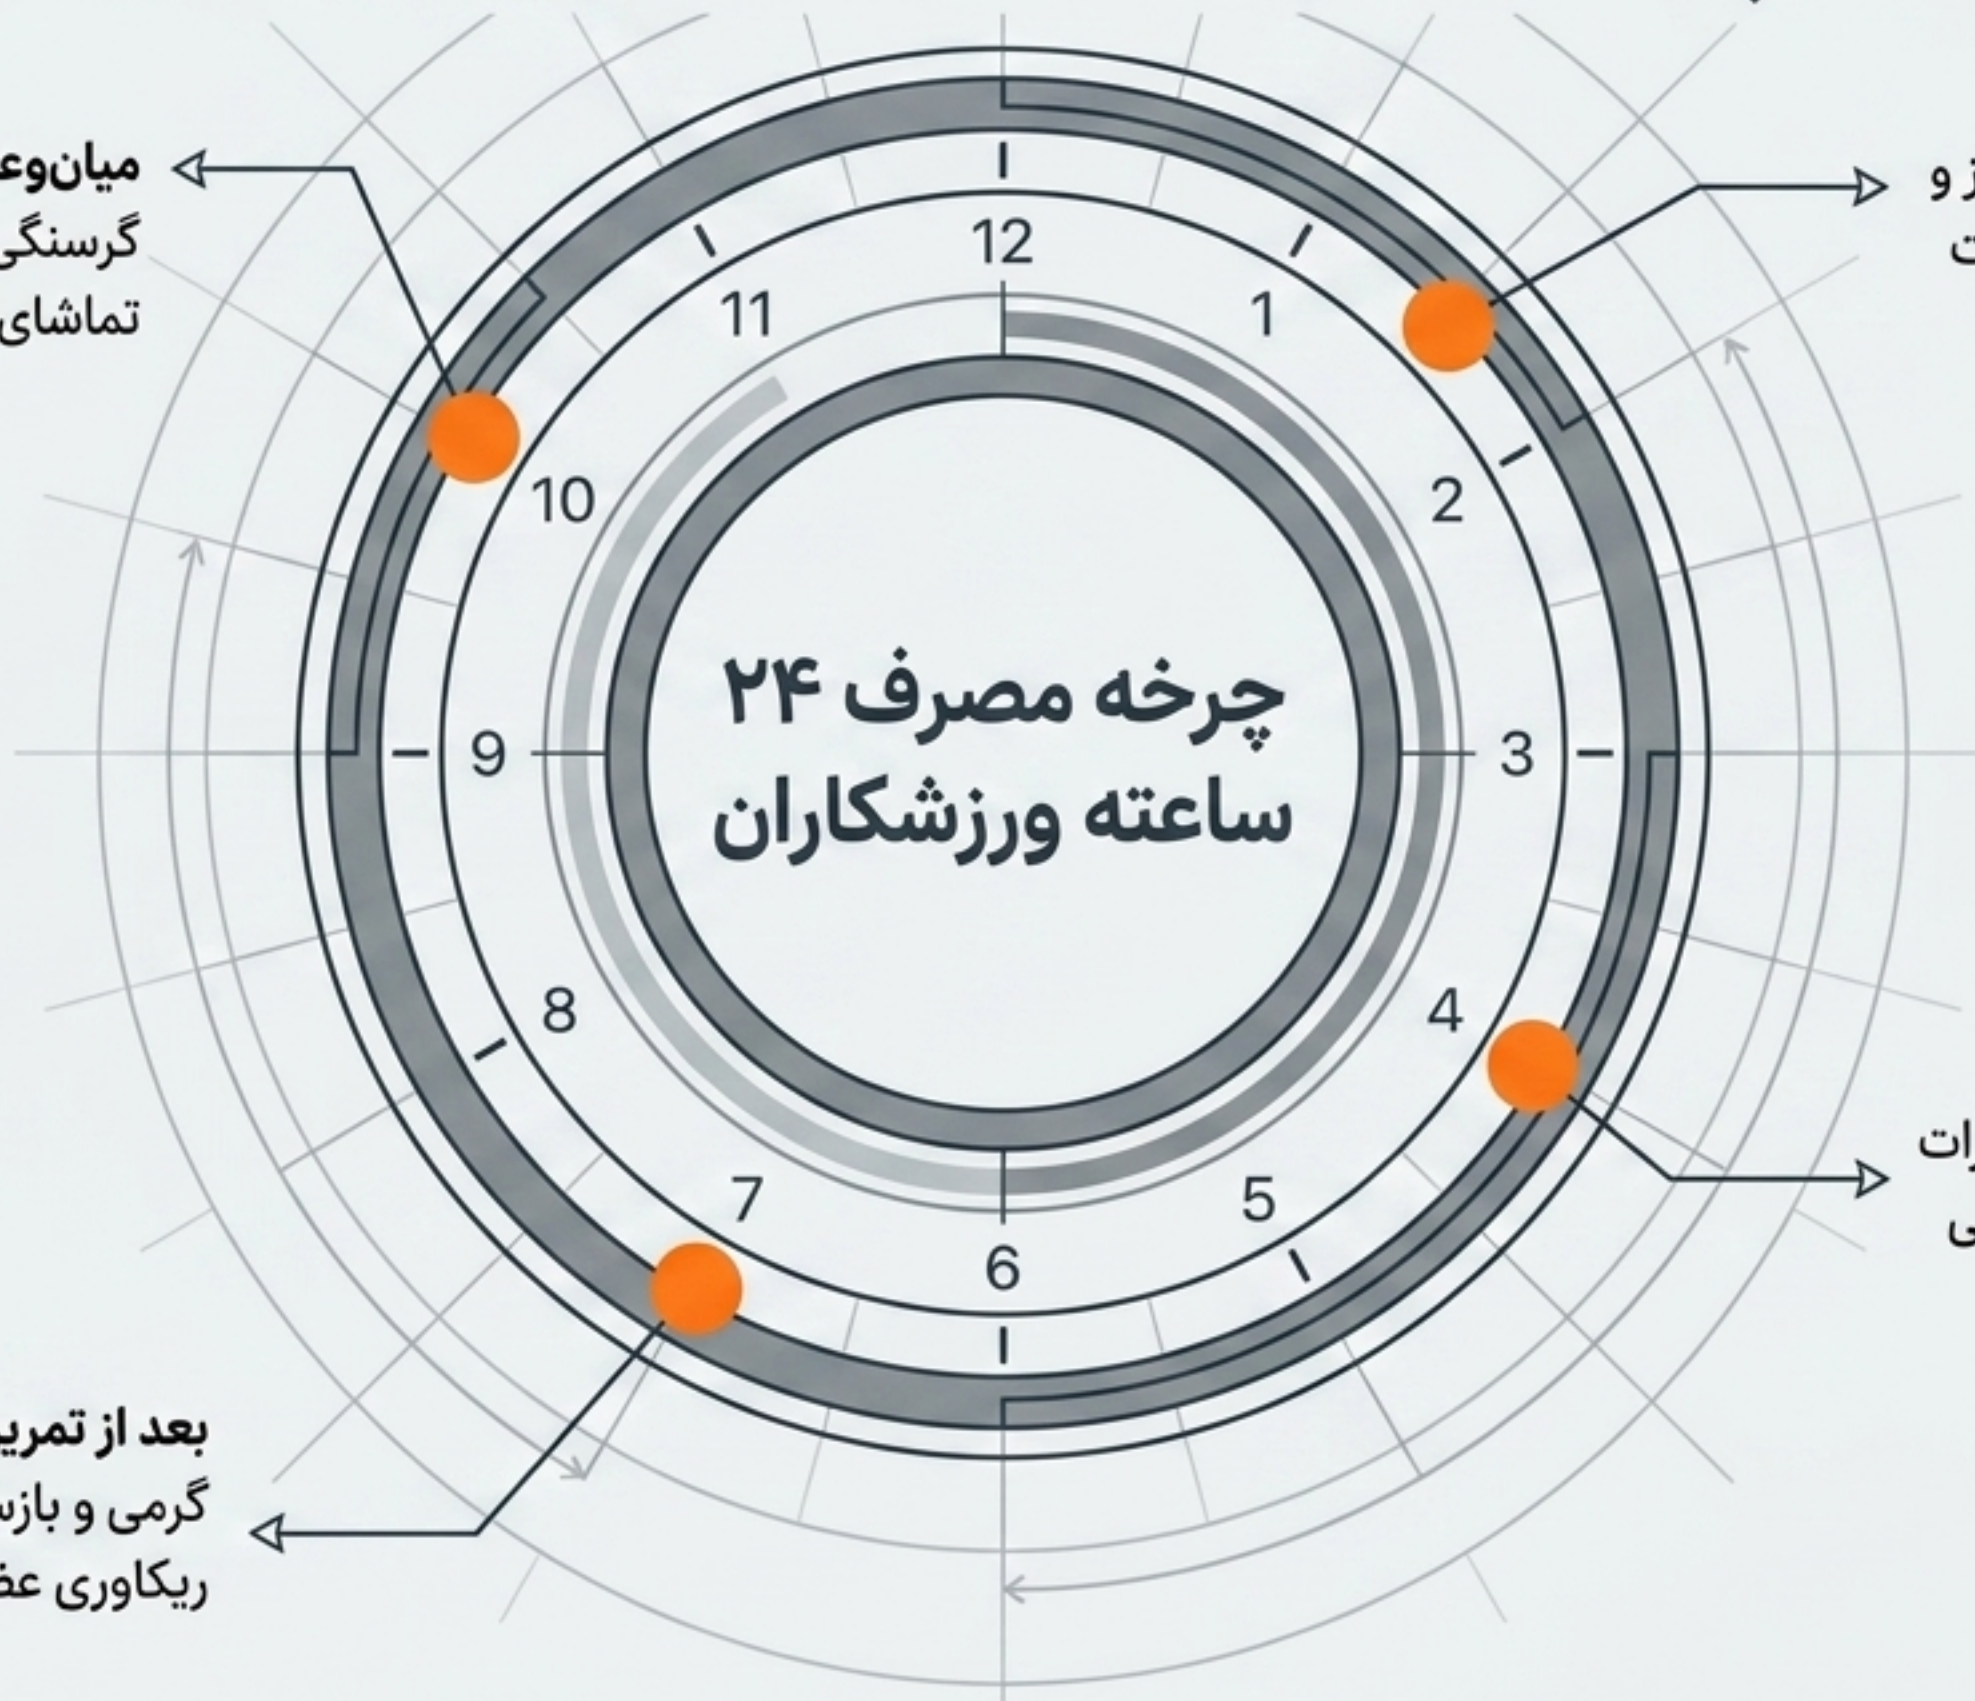 میان‌وع
گرسنگی
تماشای
ز و
ت
12
11
1
10
2
9
3
چرخه مصرف ۲۴
ساعته ورزشکاران
8
4
7
5
6
رات
ی
بعد از تمری
گرمی و بازس
ریکاوری عض